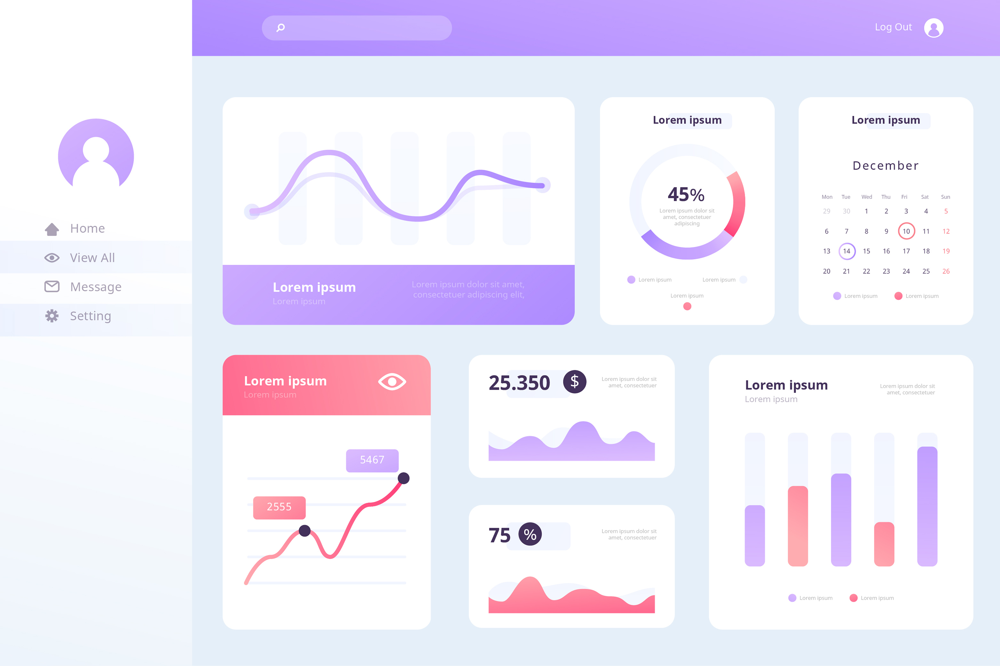 Log Out
Home
View All
Message
Setting
Lorem ipsum
Lorem ipsum
Lorem ipsum dolor sit amet,
consectetuer adipiscing elit,
Lorem ipsum
45%
Lorem ipsum dolor sit
amet, consectetuer
adipiscing
Lorem ipsum
Lorem ipsum
Lorem ipsum
Lorem ipsum
December
Mon Tue Wed Thu Fri Sat Sun
29 30 1 2 3 4 5
6 7 8 9 10 11 12
13 14 15 16 17 18 19
20 21 22 23 24 25 26
Lorem ipsum Lorem ipsum
Lorem ipsum
Lorem ipsum
5467
2555
25.350 $
Lorem ipsum dolor sit
amet, consectetuer
75 %
Lorem ipsum dolor sit
amet, consectetuer
Lorem ipsum
Lorem ipsum
Lorem ipsum dolor sit
amet, consectetuer
Lorem ipsum Lorem ipsum